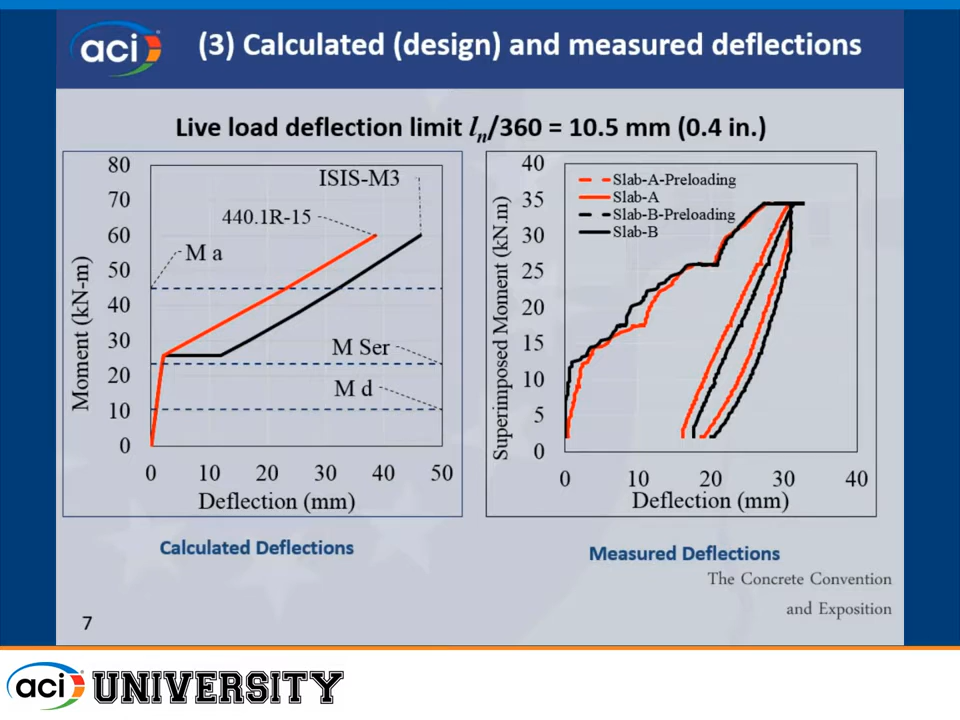 aci (3) Calculated (design) and measured deflections
Live load deflection limit lₙ/360 = 10.5 mm (0.4 in.)
80
70
60
50
40
30
20
10
0
Moment (kN-m)
ISIS-M3
440.1R-15
M a
M Ser
M d
0 10 20 30 40 50
Deflection (mm)
Calculated Deflections
40
35
30
25
20
15
10
5
0
Superimposed Moment (kN.m)
Slab-A-Preloading
Slab-A
Slab-B-Preloading
Slab-B
0 10 20 30 40
Deflection (mm)
Measured Deflections
The Concrete Convention
and Exposition
7
aci UNIVERSITY